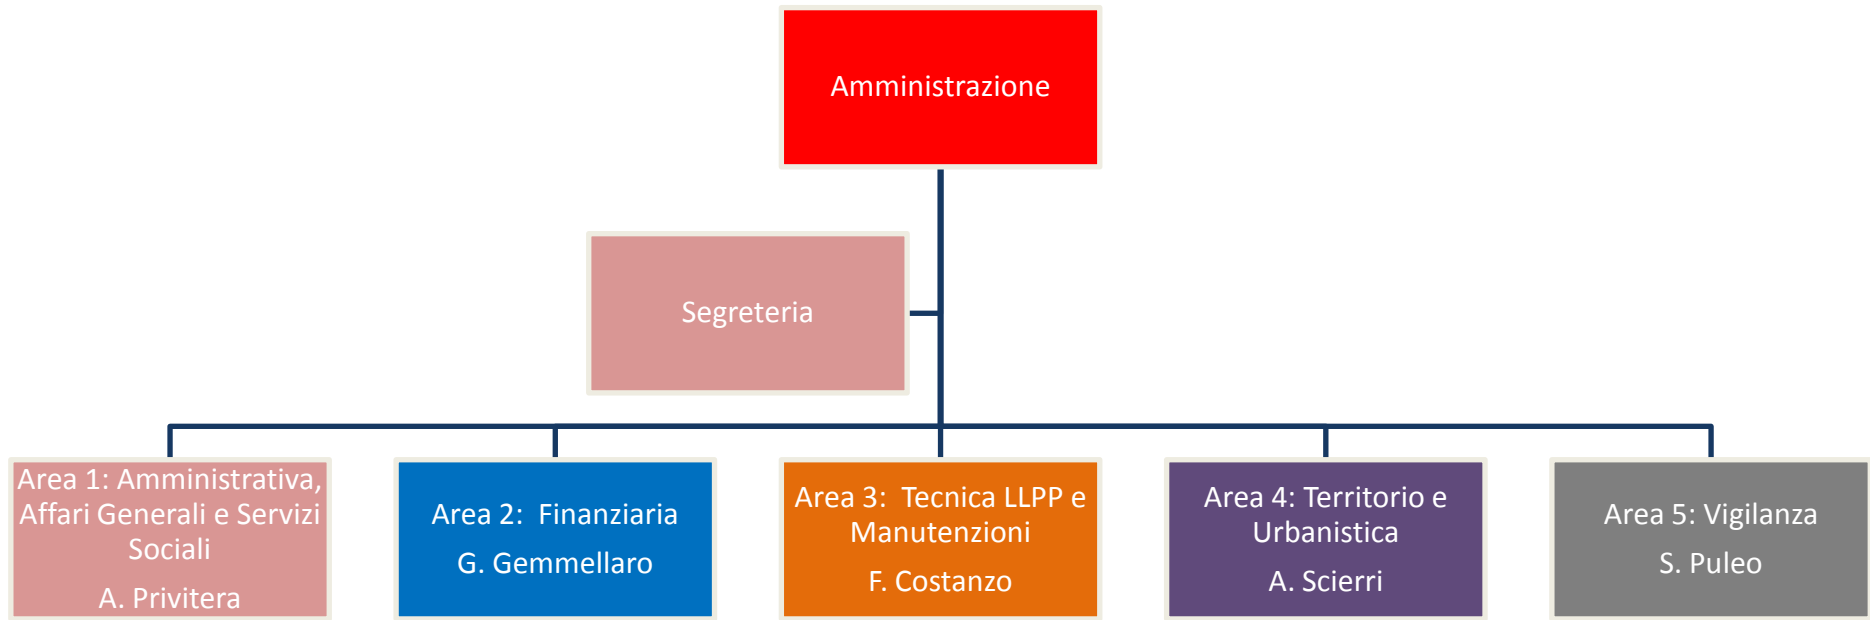 Amministrazione
Segreteria
Area 1: Amministrativa,
Affari Generali e Servizi
Sociali
A. Privitera
Area 2:  Finanziaria
G. Gemmellaro
Area 3:  Tecnica LLPP e
Manutenzioni
F. Costanzo
Area 4: Territorio e
Urbanistica
A. Scierri
Area 5: Vigilanza
S. Puleo